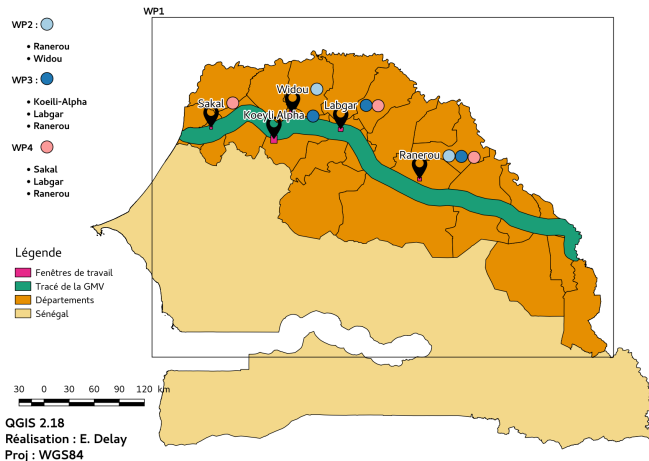 WP1
WP2:
• Ranerou
• Widou
WP3 :
• Koeili-Alpha
• Labgar
• Ranerou
WP4
• Sakal
• Labgar
• Ranerou
Widou
Sakal
Labgar
Koeyli Alpha
Ranerou
Légende
Fenêtres de travail
Tracé de la GMV
Départements
Sénégal
30 0 30 60 90 120 km
QGIS 2.18
Réalisation : E. Delay
Proj : WGS84